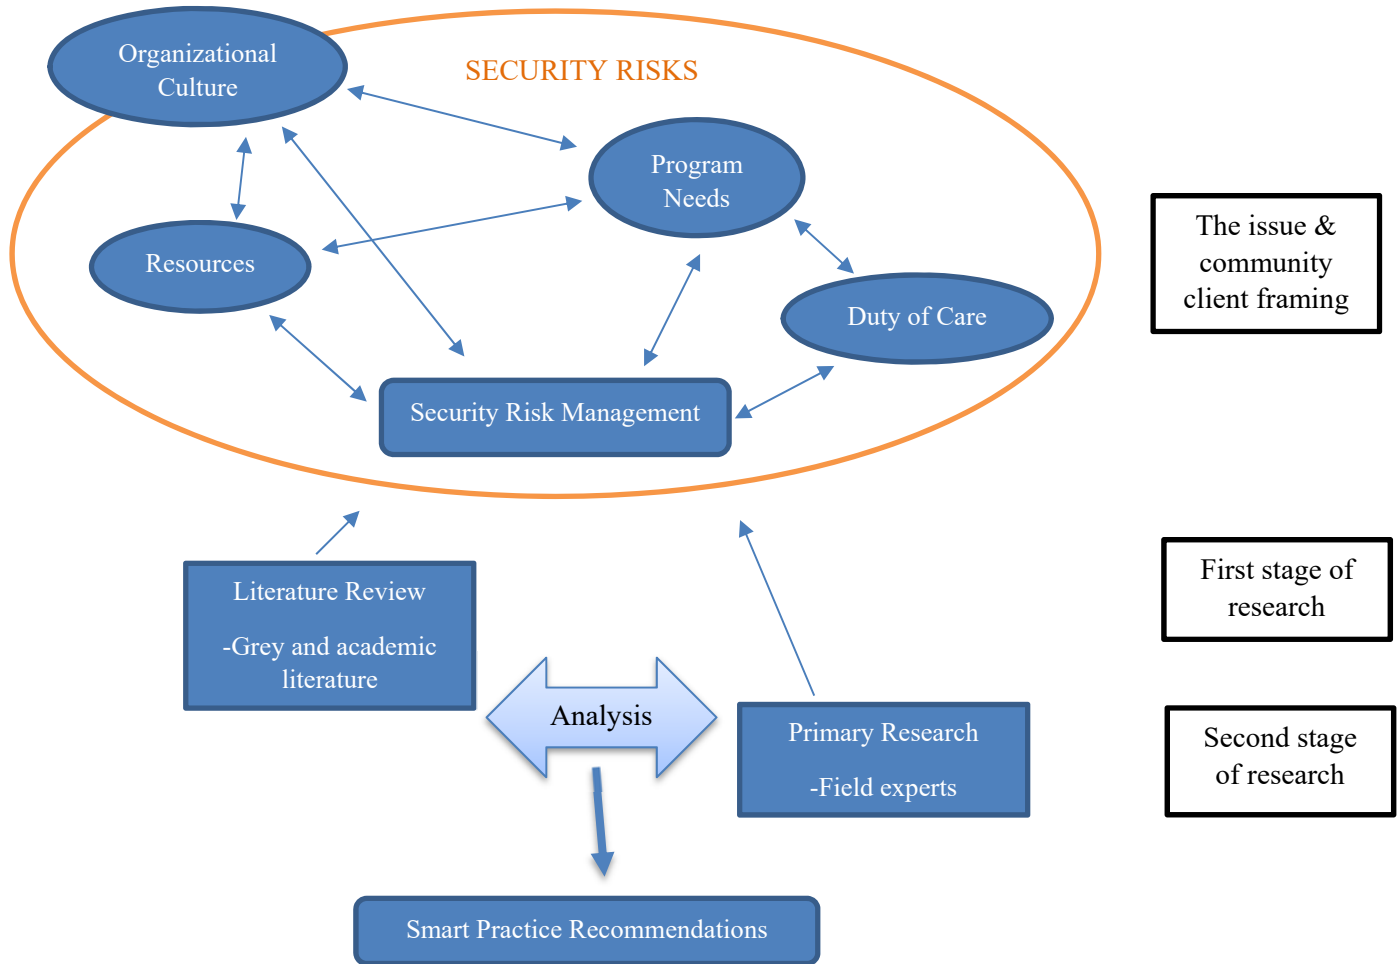 Organizational
Culture
SECURITY RISKS
Program
Needs
Resources
Duty of Care
Security Risk Management
The issue &
community
client framing
Literature Review
-Grey and academic
literature
First stage of
research
Analysis
Primary Research
-Field experts
Second stage
of research
Smart Practice Recommendations